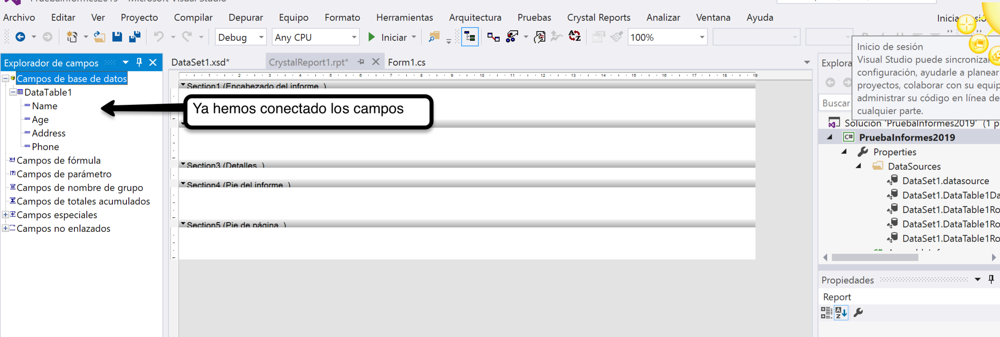 PruebaInformes2019 - Microsoft Visual Studio
Archivo Editar Ver Proyecto Compilar Depurar Equipo Formato Herramientas Arquitectura Pruebas Crystal Reports Analizar Ventana Ayuda
Debug Any CPU Iniciar 100%
Explorador de campos
Campos de base de datos
DataTable1
Name
Age
Address
Phone
Campos de fórmula
Campos de parámetro
Campos de nombre de grupo
Campos de totales acumulados
Campos especiales
Campos no enlazados
DataSet1.xsd* CrystalReport1.rpt* Form1.cs
1 2 3 4 5 6 7 8 9 10 11 12 13 14 15 16 17 18 19
Section1 (Encabezado del informe )
Ya hemos conectado los campos
Section3 (Detalles )
Section4 (Pie del informe )
Section5 (Pie de página )
Inicio de sesión
Visual Studio puede sincronizar
configuración, ayudarle a planear
proyectos, colaborar con su equip
administrar su código en línea de
cualquier parte.
Explora
Buscar
Solución 'PruebaInformes2019' (1 p
C# PruebaInformes2019
Properties
DataSources
DataSet1.datasource
DataSet1.DataTable1Da
DataSet1.DataTable1Ro
DataSet1.DataTable1Ro
DataSet1.DataTable1Ro
Propiedades
Report